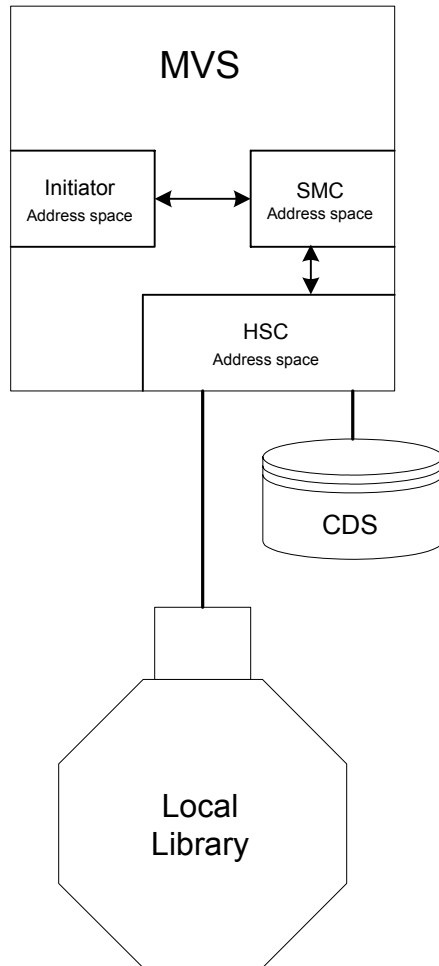 MVS
Initiator
Address space
SMC
Address space
HSC
Address space
CDS
Local
Library